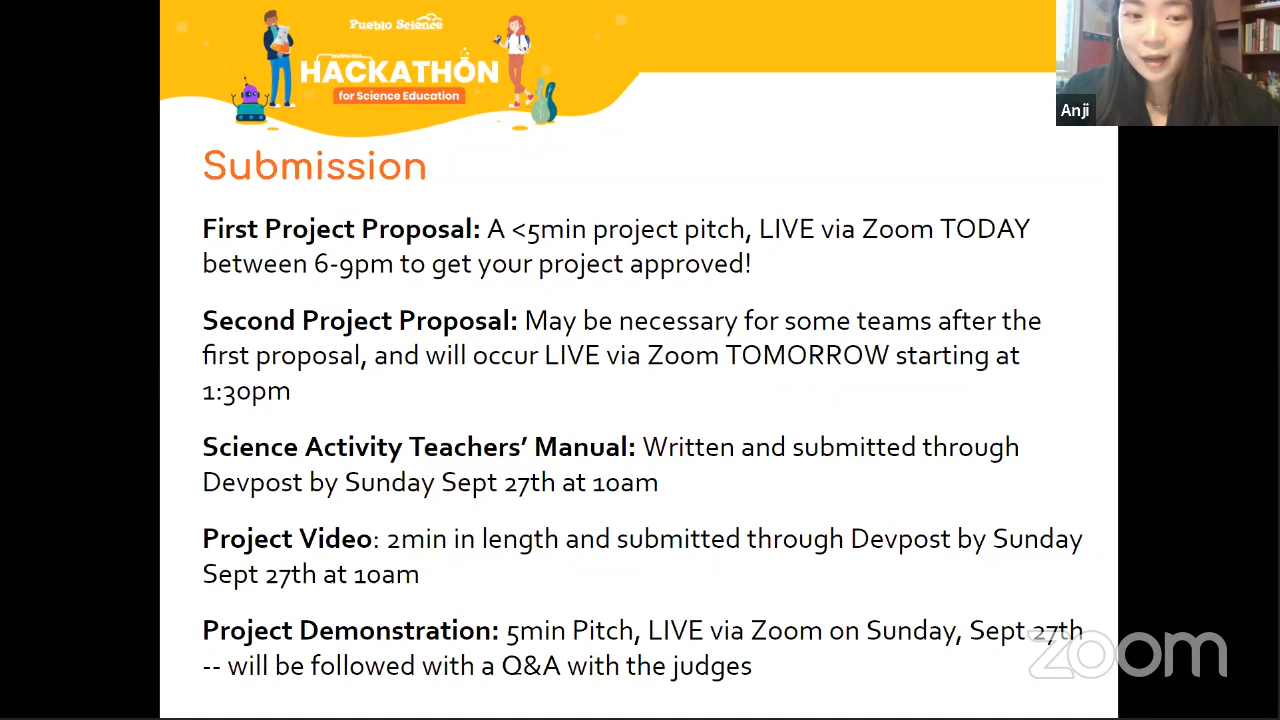 Pueblo Science
HACKATHON
for Science Education
Anji
Submission
First Project Proposal: A <5min project pitch, LIVE via Zoom TODAY
between 6-9pm to get your project approved!
Second Project Proposal: May be necessary for some teams after the
first proposal, and will occur LIVE via Zoom TOMORROW starting at
1:30pm
Science Activity Teachers’ Manual: Written and submitted through
Devpost by Sunday Sept 27th at 10am
Project Video: 2min in length and submitted through Devpost by Sunday
Sept 27th at 10am
Project Demonstration: 5min Pitch, LIVE via Zoom on Sunday, Sept 27th
-- will be followed with a Q&A with the judges
zoom